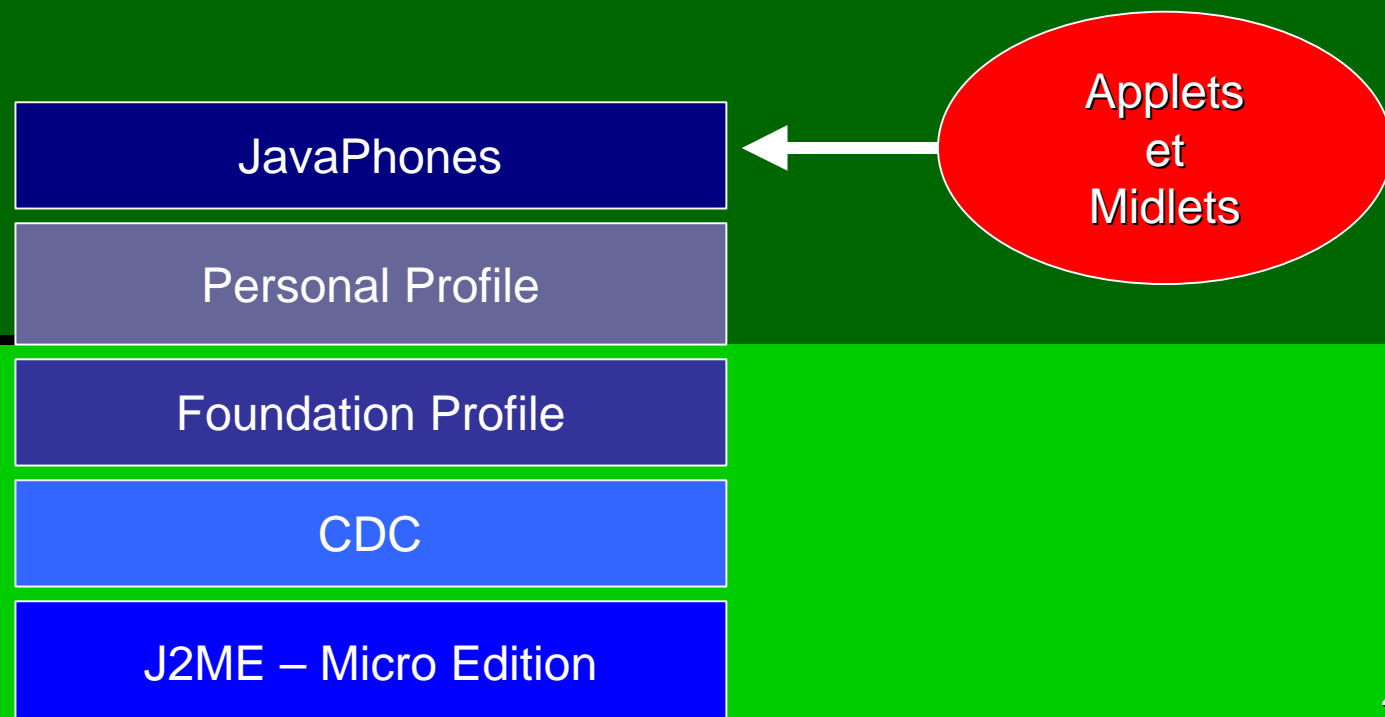 JavaPhones
Applets
et
Midlets
Personal Profile
Foundation Profile
CDC
J2ME – Micro Edition